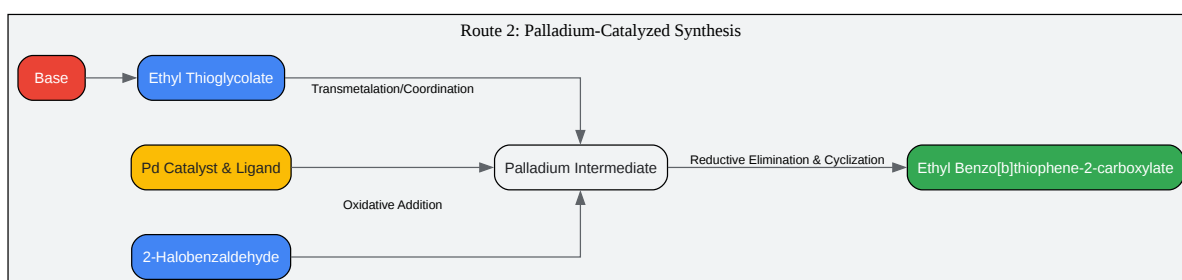 Route 2: Palladium-Catalyzed Synthesis
Base
Ethyl Thioglycolate
Transmetalation/Coordination
Pd Catalyst & Ligand
Palladium Intermediate
Reductive Elimination & Cyclization
Ethyl Benzo[b]thiophene-2-carboxylate
Oxidative Addition
2-Halobenzaldehyde